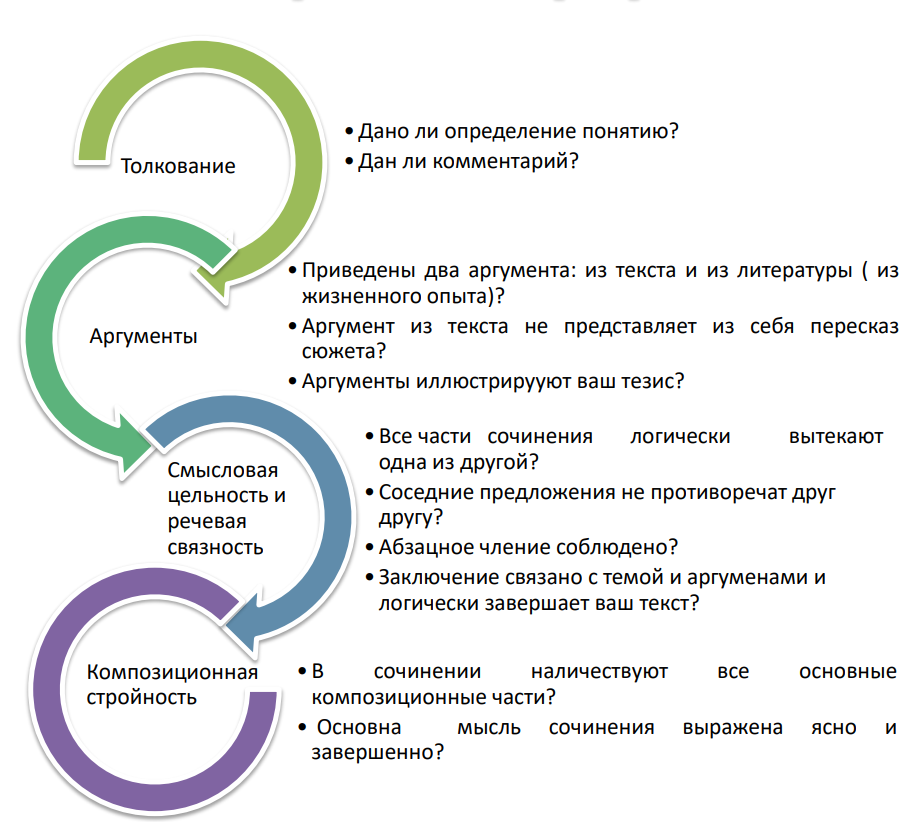 Толкование
• Дано ли определение понятию?
• Дан ли комментарий?
Аргументы
• Приведены два аргумента: из текста и из литературы ( из
жизненного опыта)?
• Аргумент из текста не представляет из себя пересказ
сюжета?
• Аргументы иллюстрирууют ваш тезис?
Смысловая
цельность и
речевая
связность
• Все части сочинения логически вытекают
одна из другой?
• Соседние предложения не противоречат друг
другу?
• Абзацное чление соблюдено?
• Заключение связано с темой и аргуменами и
логически завершает ваш текст?
Композиционная
стройность
• В сочинении наличествуют все основные
композиционные части?
• Основна мысль сочинения выражена ясно и
завершенно?